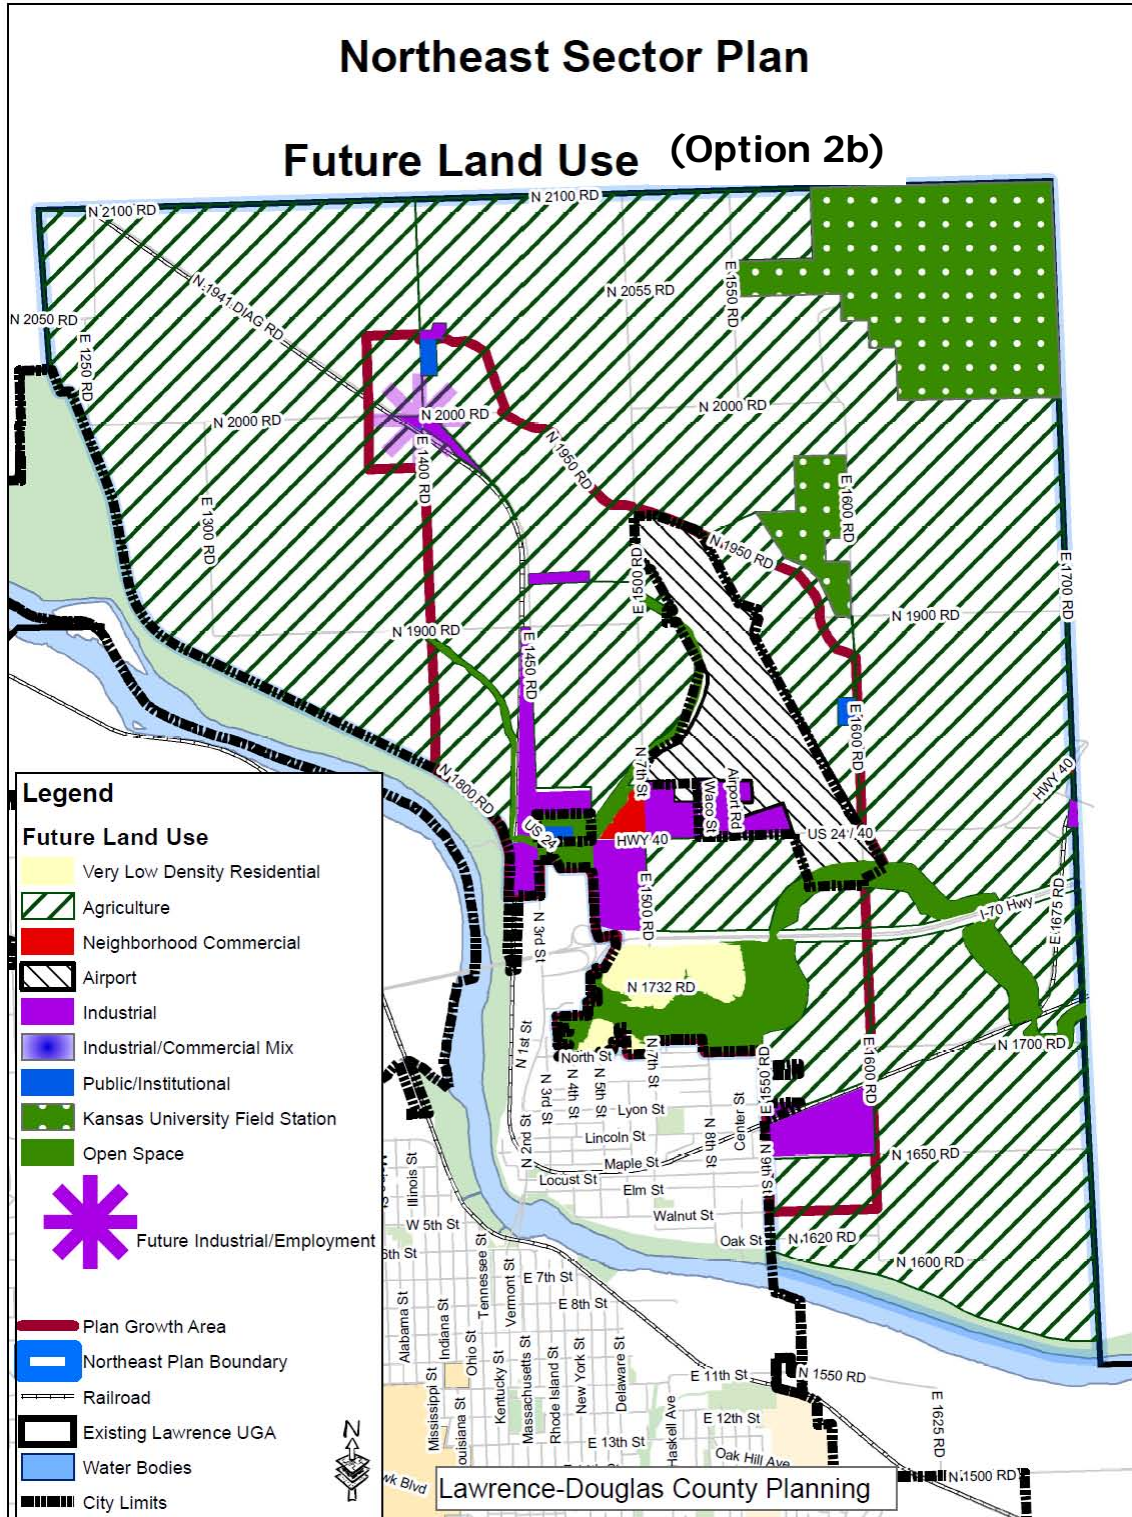 Northeast Sector Plan
Future Land Use (Option 2b)
N 2100 RD
N 2100 RD
N 1941 DIAG RD
N 2055 RD
E 1550 RD
N 2050 RD
E 1250 RD
N 2000 RD
N 2000 RD
N 2000 RD
E 1400 RD
N 1950 RD
E 1300 RD
E 1600 RD
N 1950 RD
E 1500 RD
E 1700 RD
N 1900 RD
N 1900 RD
E 1450 RD
E 1600 RD
N 7th St
Airport Rd
Waco St
HWY 40
N 1800 RD
US 24
HWY 40
US 24 / 40
E 1500 RD
I-70 Hwy
E 1675 RD
N 3rd St
N 1732 RD
N 1st St
North St
N 7th St
N 1700 RD
E 1600 RD
E 1550 RD
N 3rd St
N 4th St
N 5th St
Lyon St
Center St
N 8th St
Lincoln St
N 2nd St
Maple St
N 9th St
N 1650 RD
Locust St
Elm St
Illinois St
Walnut St
W 5th St
Oak St
N 1620 RD
6th St
N 1600 RD
Tennessee St
E 7th St
Vermont St
E 8th St
Alabama St
Indiana St
Ohio St
Kentucky St
Massachusetts St
Rhode Island St
New York St
Delaware St
E 11th St
N 1550 RD
Mississippi St
ouisiana St
Haskell Ave
E 12th St
E 1625 RD
E 13th St
Oak Hill Ave
wk Blvd
N 1500 RD
Legend
Future Land Use
Very Low Density Residential
Agriculture
Neighborhood Commercial
Airport
Industrial
Industrial/Commercial Mix
Public/Institutional
Kansas University Field Station
Open Space
Future Industrial/Employment
Plan Growth Area
Northeast Plan Boundary
Railroad
Existing Lawrence UGA
Water Bodies
City Limits
N
Lawrence-Douglas County Planning